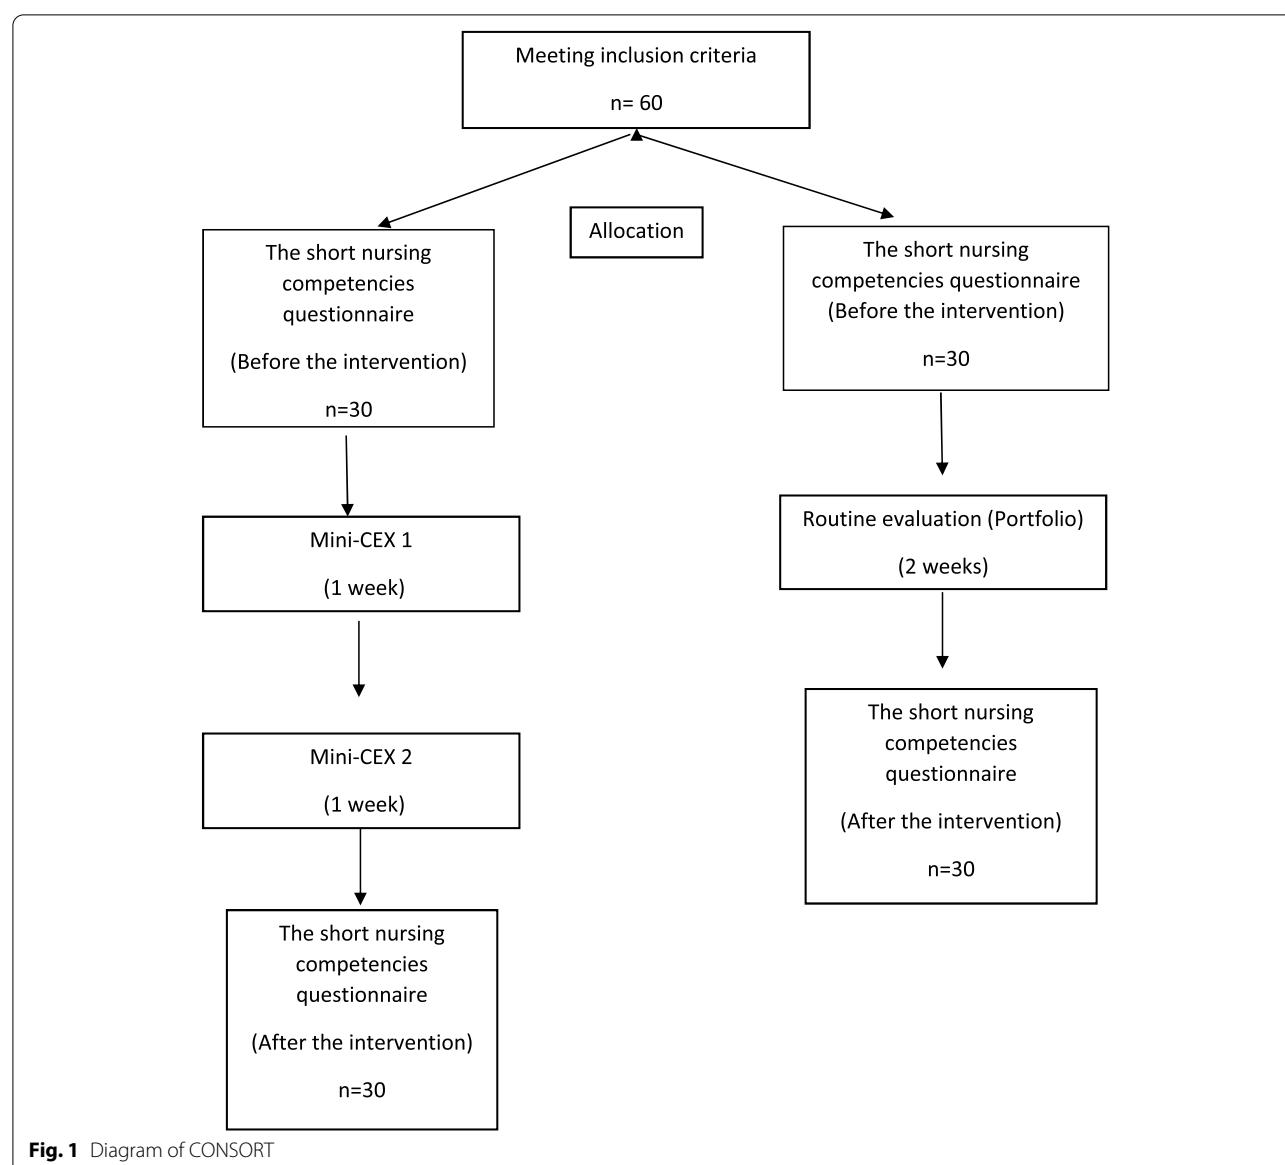 Meeting inclusion criteria
n= 60
Allocation
The short nursing
competencies
questionnaire
(Before the intervention)
n=30
Mini-CEX 1
(1 week)
Mini-CEX 2
(1 week)
The short nursing
competencies
questionnaire
(After the intervention)
n=30
The short nursing
competencies questionnaire
(Before the intervention)
n=30
Routine evaluation (Portfolio)
(2 weeks)
The short nursing
competencies
questionnaire
(After the intervention)
n=30
Fig. 1 Diagram of CONSORT